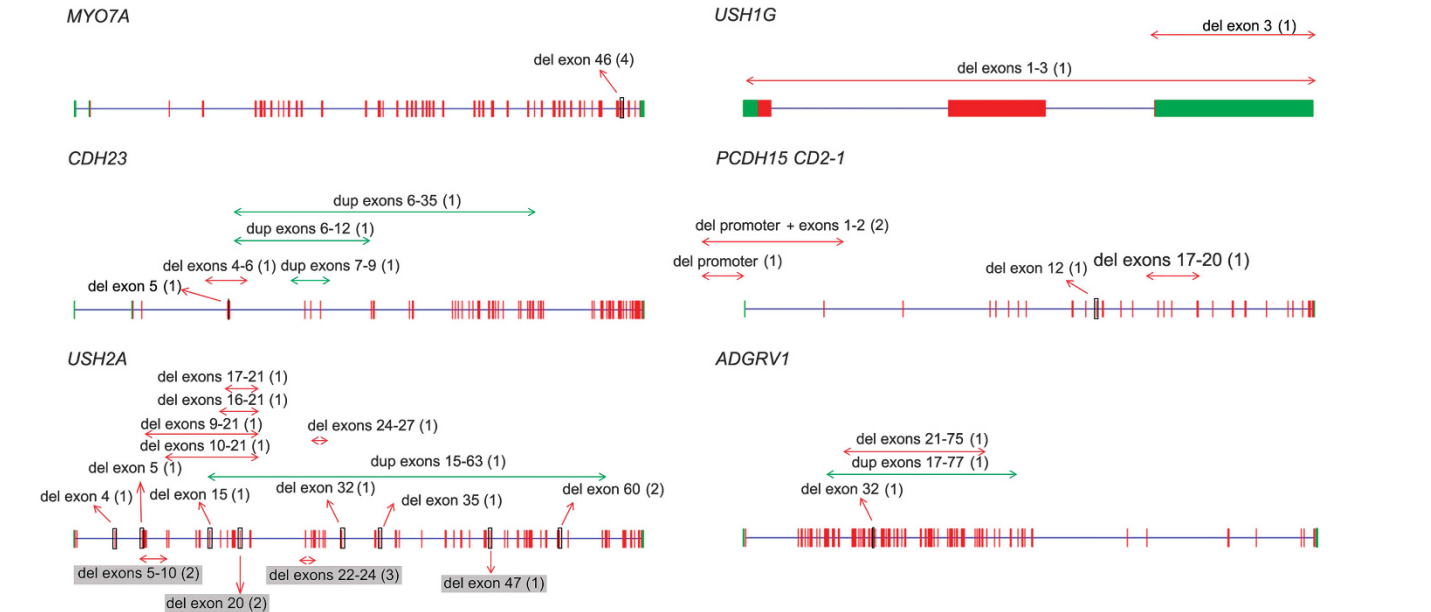 MYO7A
del exon 46 (4)
USH1G
del exon 3 (1)
del exons 1-3 (1)
CDH23
dup exons 6-35 (1)
dup exons 6-12 (1)
del exons 4-6 (1)
dup exons 7-9 (1)
del exon 5 (1)
PCDH15 CD2-1
del promoter + exons 1-2 (2)
del promoter (1)
del exon 12 (1)
del exons 17-20 (1)
USH2A
del exons 17-21 (1)
del exons 16-21 (1)
del exons 9-21 (1)
del exons 10-21 (1)
del exons 24-27 (1)
dup exons 15-63 (1)
del exon 5 (1)
del exon 4 (1)
del exon 15 (1)
del exon 32 (1)
del exon 35 (1)
del exon 60 (2)
del exons 5-10 (2)
del exon 20 (2)
del exons 22-24 (3)
del exon 47 (1)
ADGRV1
del exons 21-75 (1)
dup exons 17-77 (1)
del exon 32 (1)